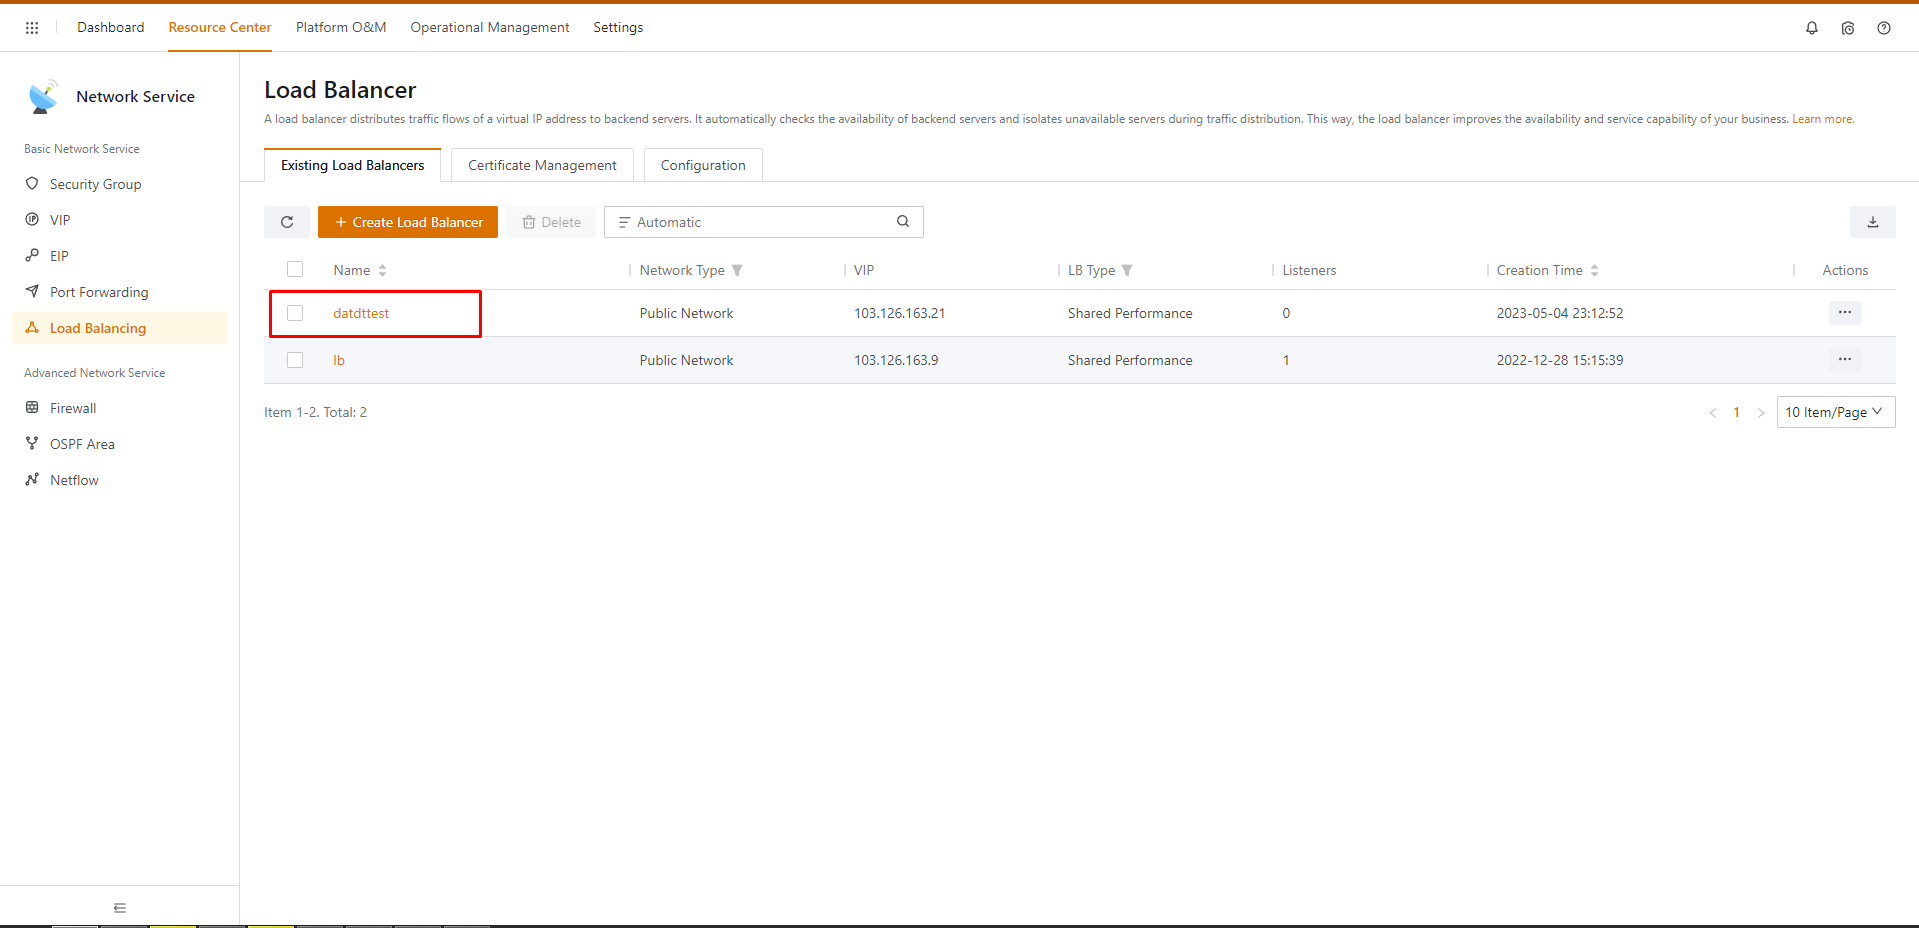 Dashboard Resource Center Platform O&M Operational Management Settings
Network Service
Basic Network Service
Security Group
VIP
EIP
Port Forwarding
Load Balancing
Advanced Network Service
Firewall
OSPF Area
Netflow
Load Balancer
A load balancer distributes traffic flows of a virtual IP address to backend servers. It automatically checks the availability of backend servers and isolates unavailable servers during traffic distribution. This way, the load balancer improves the availability and service capability of your business. Learn more.
Existing Load Balancers Certificate Management Configuration
+ Create Load Balancer Delete Automatic
Name Network Type VIP LB Type Listeners Creation Time Actions
datdttest Public Network 103.126.163.21 Shared Performance 0 2023-05-04 23:12:52 ...
lb Public Network 103.126.163.9 Shared Performance 1 2022-12-28 15:15:39 ...
Item 1-2. Total: 2 < 1 > 10 Item/Page